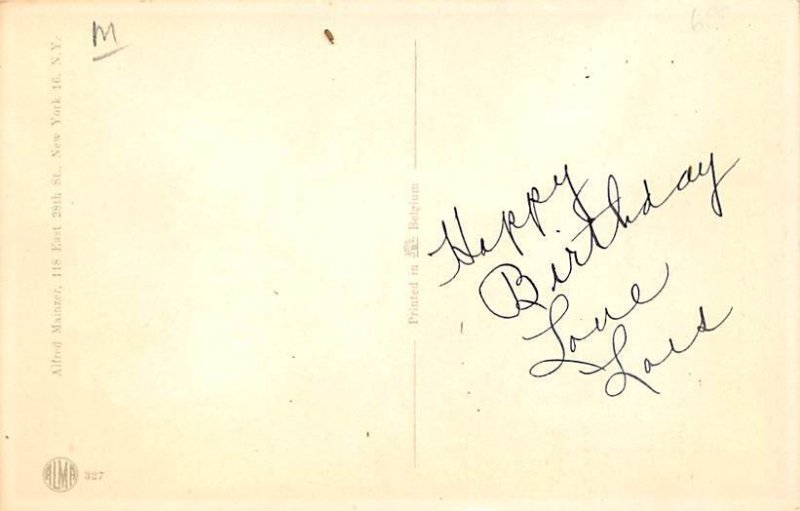 M
Alfred Mainzer, 118 East 28th St., New York 16, N.Y.
Printed in Belgium
Happy
Birthday
Love
Lois
ALMA 327